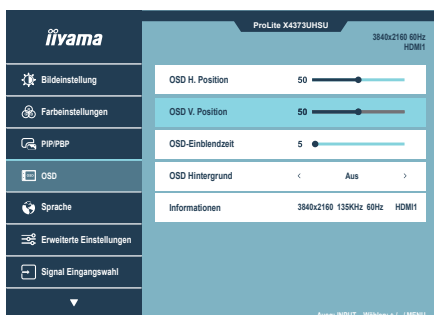 iiyama
ProLite X4373UHSU
3840x2160 60Hz
HDMI1
Bildeinstellung
Farbeinstellungen
PIP/PBP
OSD
Sprache
Erweiterte Einstellungen
Signal Eingangswahl
OSD H. Position 50
OSD V. Position 50
OSD-Einblendzeit 5
OSD Hintergrund Aus
Informationen 3840x2160 135KHz 60Hz HDMI1